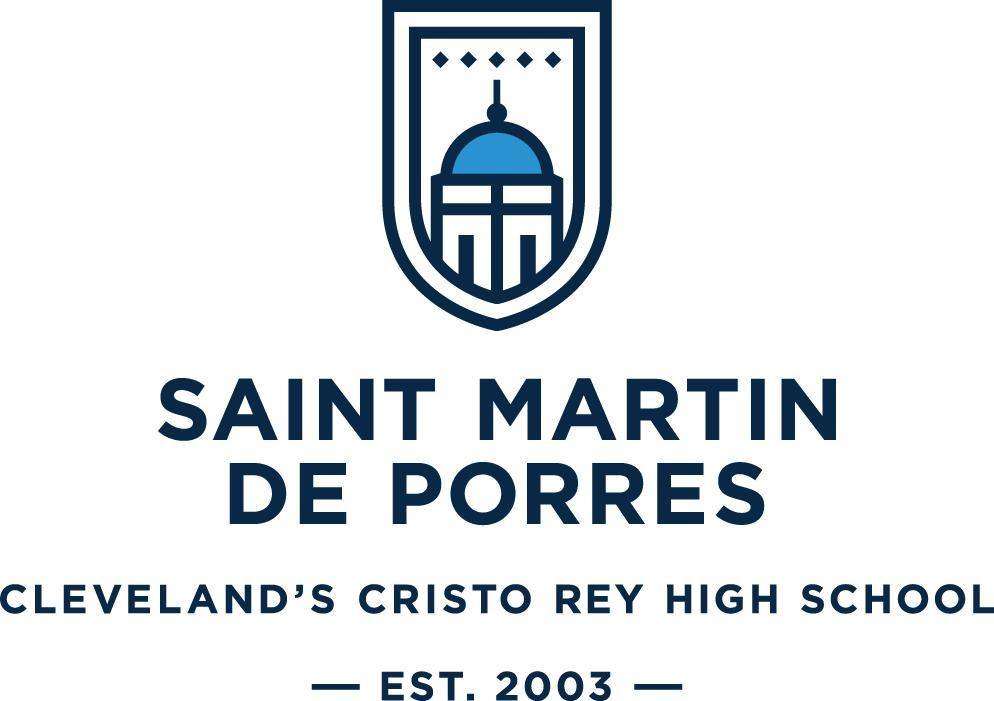 SAINT MARTIN
DE PORRES
CLEVELAND’S CRISTO REY HIGH SCHOOL
— EST. 2003 —